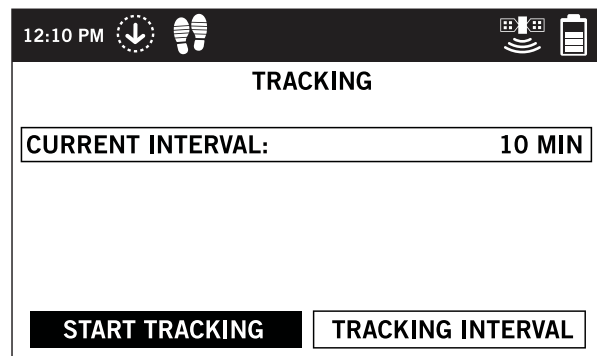 12:10 PM
TRACKING
CURRENT INTERVAL: 10 MIN
START TRACKING TRACKING INTERVAL